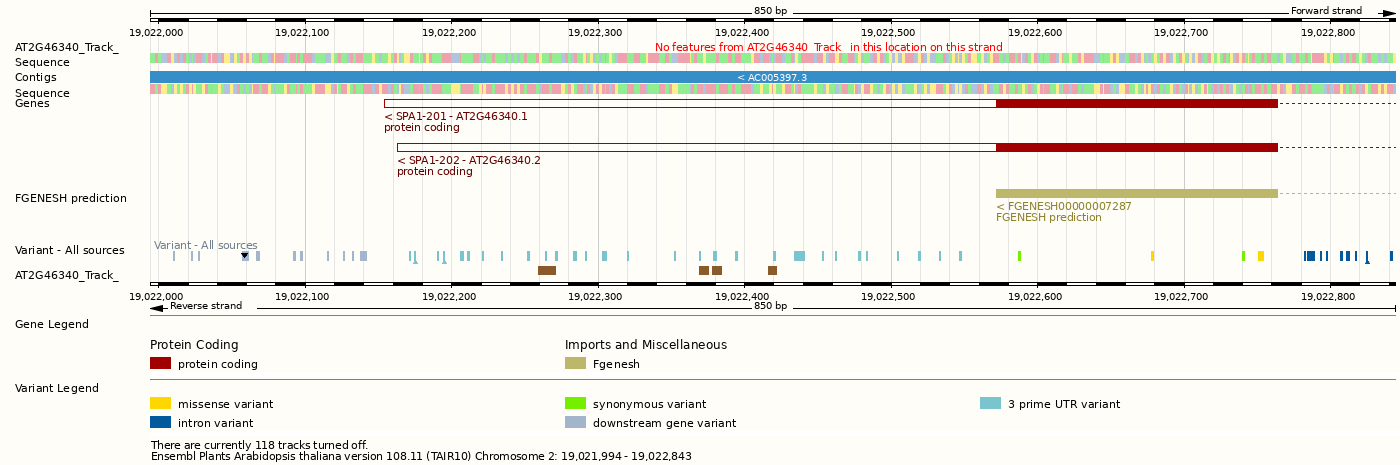 850 bp Forward strand
19,022,000 19,022,100 19,022,200 19,022,300 19,022,400 19,022,500 19,022,600 19,022,700 19,022,800
AT2G46340_Track_ No features from AT2G46340_Track_ in this location on this strand
Sequence
Contigs < AC005397.3
Sequence
Genes
< SPA1-201 - AT2G46340.1
protein coding
< SPA1-202 - AT2G46340.2
protein coding
FGENESH prediction
< FGENESH00000007287
FGENESH prediction
Variant - All sources
Variant - All sources
AT2G46340_Track_
19,022,000 19,022,100 19,022,200 19,022,300 19,022,400 19,022,500 19,022,600 19,022,700 19,022,800
Reverse strand 850 bp
Gene Legend
Protein Coding Imports and Miscellaneous
protein coding Fgenesh
Variant Legend
missense variant synonymous variant 3 prime UTR variant
intron variant downstream gene variant
There are currently 118 tracks turned off.
Ensembl Plants Arabidopsis thaliana version 108.11 (TAIR10) Chromosome 2: 19,021,994 - 19,022,843